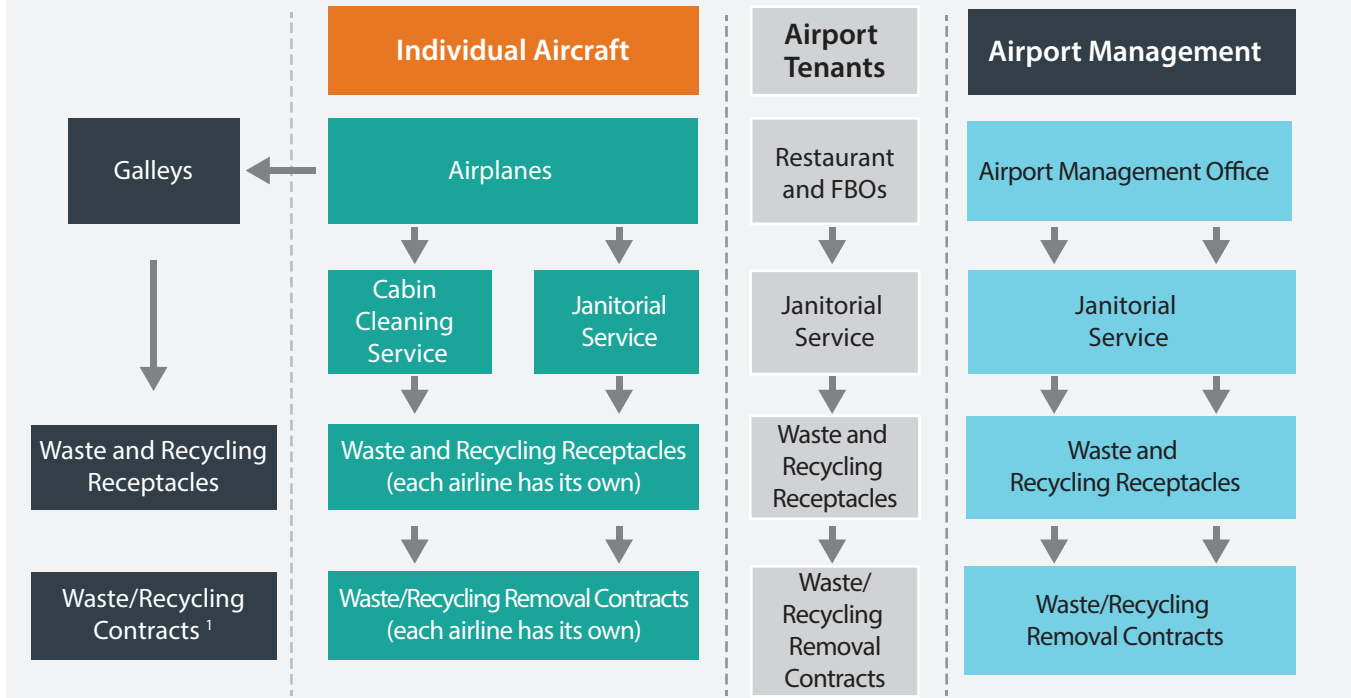 Individual Aircraft
Airport
Tenants
Airport Management
Galleys
Airplanes
Restaurant
and FBOs
Airport Management Office
Cabin
Cleaning
Service
Janitorial
Service
Janitorial
Service
Janitorial
Service
Waste and Recycling
Receptacles
Waste and Recycling Receptacles
(each airline has its own)
Waste and
Recycling
Receptacles
Waste and
Recycling Receptacles
Waste/Recycling
Contracts 1
Waste/Recycling Removal Contracts
(each airline has its own)
Waste/
Recycling
Removal
Contracts
Waste/Recycling
Removal Contracts